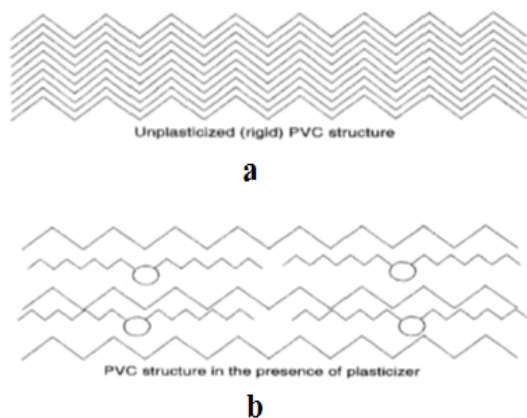 Unplasticized (rigid) PVC structure
a
PVC structure in the presence of plasticizer
b